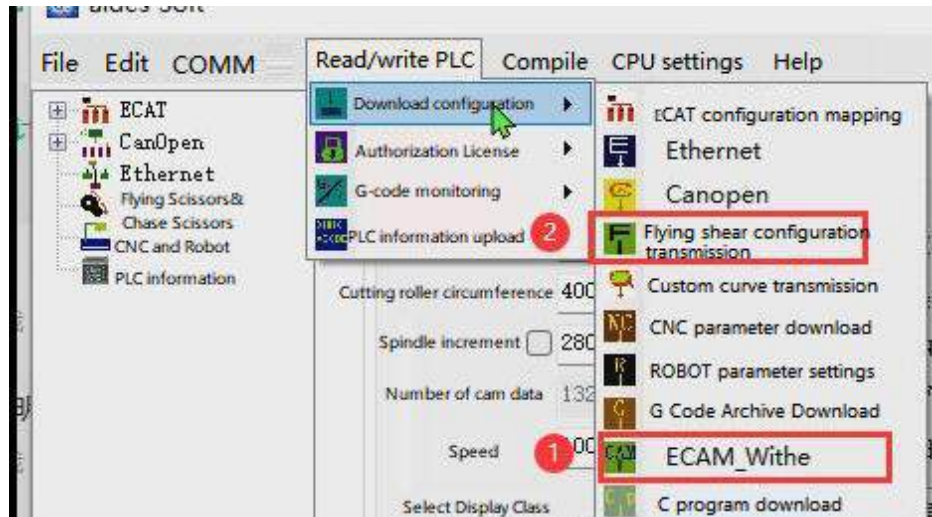 File Edit COMM Read/write PLC Compile CPU settings Help
ECAT
CanOpen
Ethernet
Flying Scissors&
Chase Scissors
CNC and Robot
PLC information
Download configuration
Authorization License
G-code monitoring
PLC information upload
2
Cutting roller circumference 400
Spindle increment 280
Number of cam data 132
Speed
1
Select Display Class
ECAT configuration mapping
Ethernet
Canopen
Flying shear configuration
transmission
Custom curve transmission
CNC parameter download
ROBOT parameter settings
G Code Archive Download
ECAM_Withe
C program download